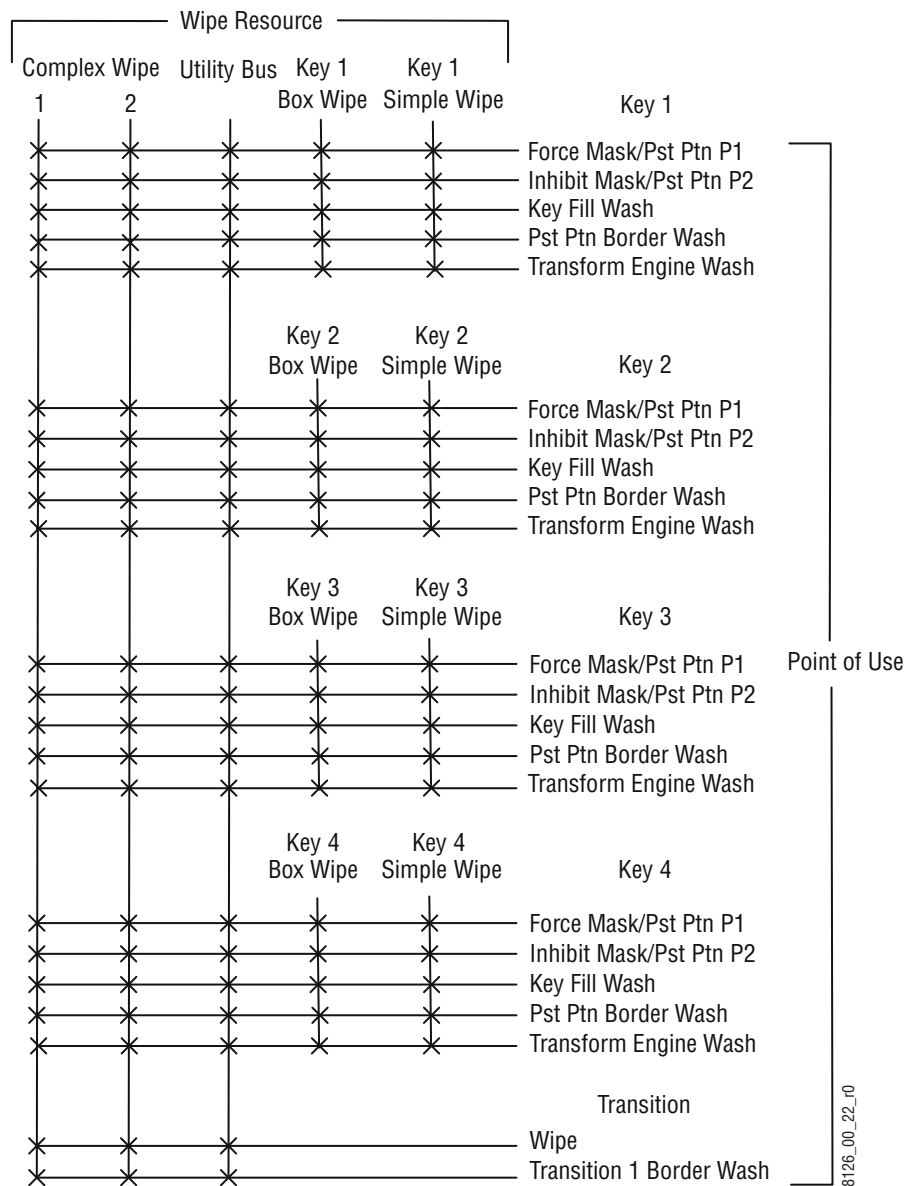 Wipe Resource
Complex Wipe Utility Bus Key 1 Key 1
1 2 Box Wipe Simple Wipe Key 1
Force Mask/Pst Ptn P1
Inhibit Mask/Pst Ptn P2
Key Fill Wash
Pst Ptn Border Wash
Transform Engine Wash
Key 2 Key 2
Box Wipe Simple Wipe Key 2
Force Mask/Pst Ptn P1
Inhibit Mask/Pst Ptn P2
Key Fill Wash
Pst Ptn Border Wash
Transform Engine Wash
Key 3 Key 3
Box Wipe Simple Wipe Key 3
Force Mask/Pst Ptn P1 Point of Use
Inhibit Mask/Pst Ptn P2
Key Fill Wash
Pst Ptn Border Wash
Transform Engine Wash
Key 4 Key 4
Box Wipe Simple Wipe Key 4
Force Mask/Pst Ptn P1
Inhibit Mask/Pst Ptn P2
Key Fill Wash
Pst Ptn Border Wash
Transform Engine Wash
Transition
Wipe
Transition 1 Border Wash
8126_00_22_r0